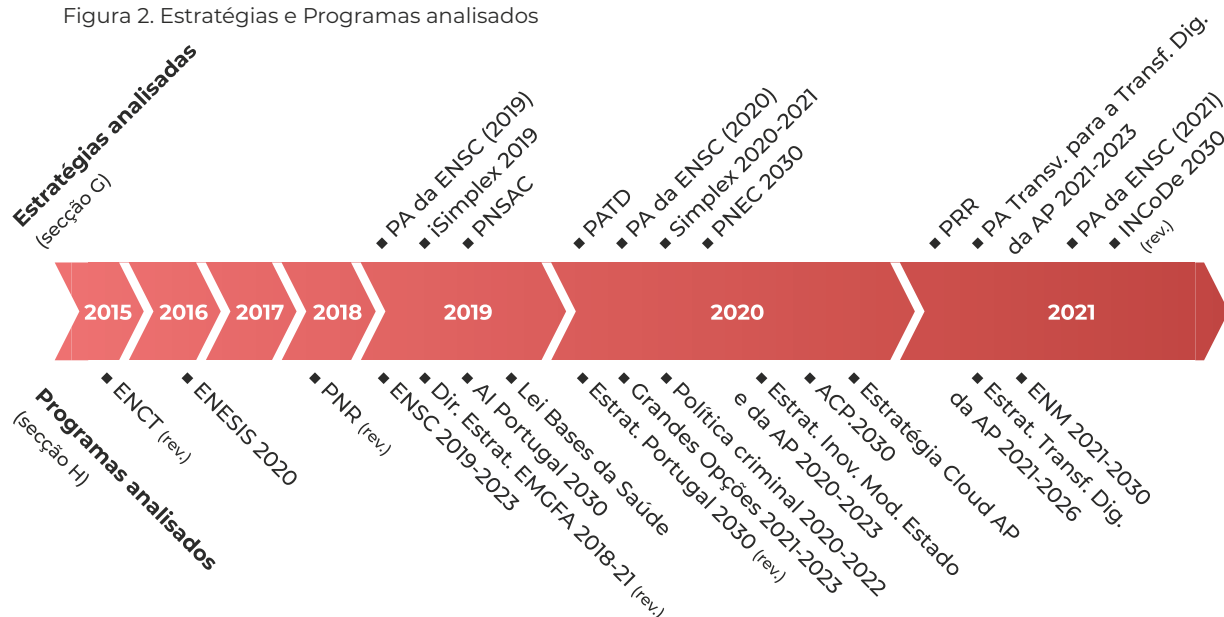 Figura 2. Estratégias e Programas analisados
Estratégias analisadas
(secção G)
PA da ENSC (2019)
iSimplex 2019
PNSAC
PATD
PA da ENSC (2020)
Simplex 2020-2021
PNEC 2030
PRR
PA Transv. para a Transf. Dig.
da AP 2021-2023
PA da ENSC (2021)
INCoDe 2030
(rev.)
2015
2016
2017
2018
2019
2020
2021
Programas analisados
(secção H)
ENCT (rev.)
ENESIS 2020
PNR (rev.)
ENSC 2019-2023
Dir. Estrat. EMGFA 2018-21 (rev.)
AI Portugal 2030
Lei Bases da Saúde
Estrat. Portugal 2030 (rev.)
Grandes Opções 2021-2023
Política criminal 2020-2022
Estrat. Inov. Mod. Estado
e da AP 2020-2023
ACP.2030
Estratégia Cloud AP
Estrat. Transf. Dig.
da AP 2021-2026
ENM 2021-2030